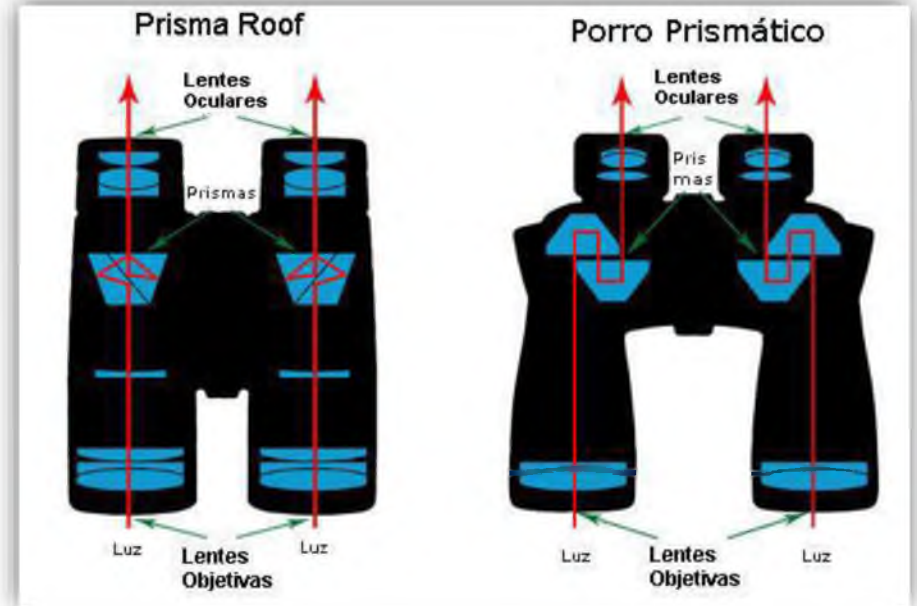 Prisma Roof
Lentes
Oculares
Prismas
Luz
Luz
Lentes
Objetivas
Porro Prismático
Lentes
Oculares
Pris
mas
Luz
Luz
Lentes
Objetivas